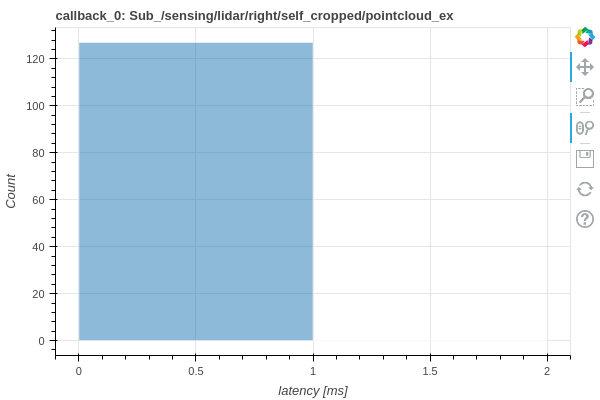 callback_0: Sub_/sensing/lidar/right/self_cropped/pointcloud_ex
Count
120
100
80
60
40
20
0
0 0.5 1 1.5 2
latency [ms]